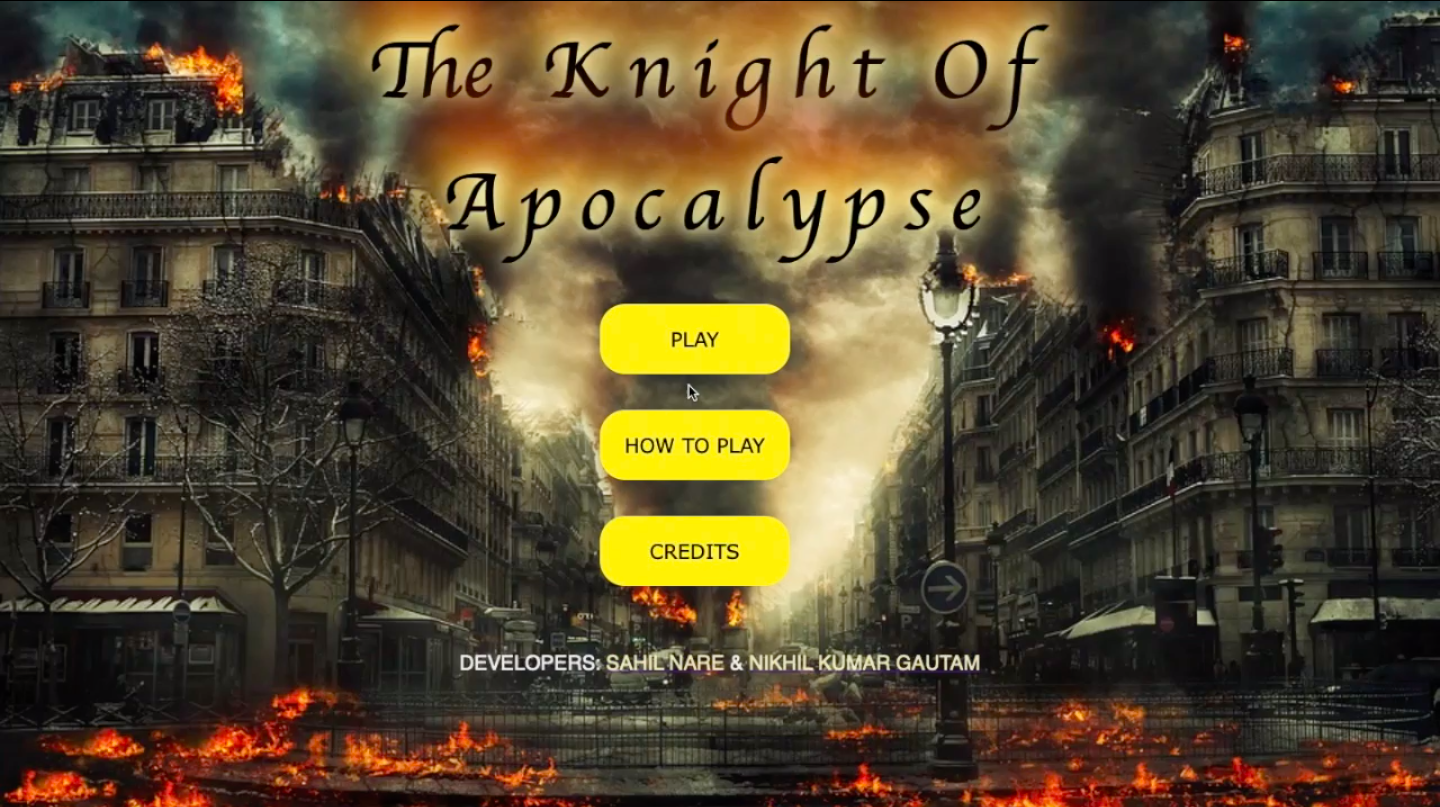 The Knight Of
Apocalypse
PLAY
HOW TO PLAY
CREDITS
DEVELOPERS: SAHIL NARE & NIKHIL KUMAR GAUTAM